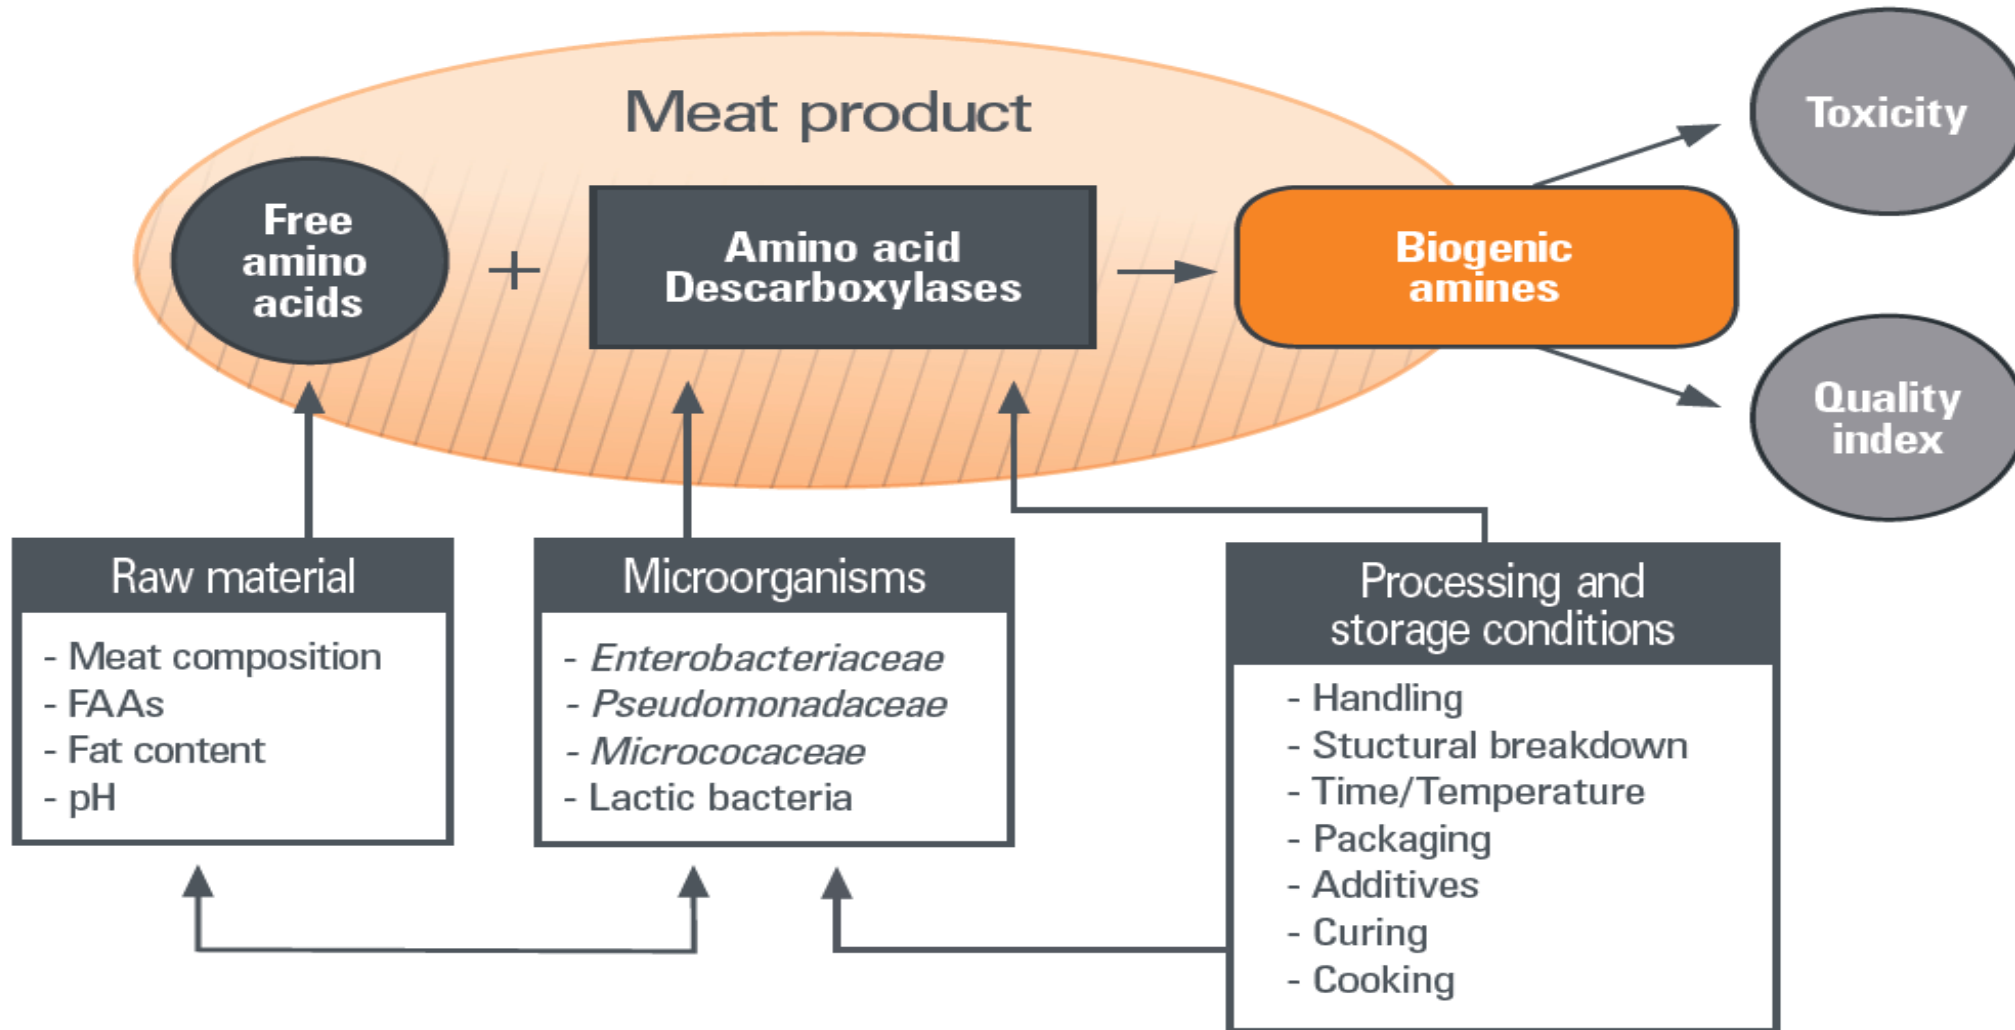 Meat product
Toxicity
Free
amino
acids
+
Amino acid
Descarboxylases
Biogenic
amines
Quality
index
Raw material
- Meat composition
- FAAs
- Fat content
- pH
Microorganisms
- Enterobacteriaceae
- Pseudomonadaceae
- Micrococaceae
- Lactic bacteria
Processing and
storage conditions
- Handling
- Stuctural breakdown
- Time/Temperature
- Packaging
- Additives
- Curing
- Cooking